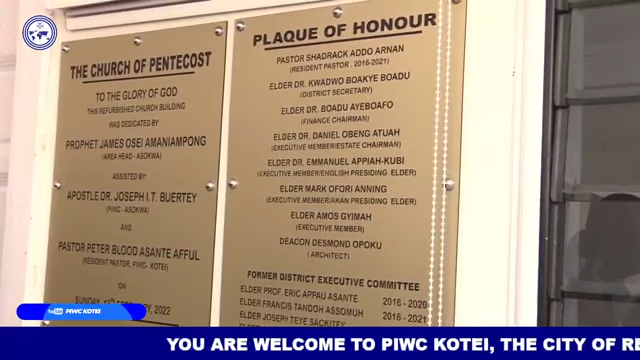 THE CHURCH OF PENTECOST
TO THE GLORY OF GOD
THIS REFURBISHED CHURCH BUILDING
WAS DEDICATED BY
PROPHET JAMES OSEI AMANIAMPONG
(AREA HEAD - ASOKWA)
ASSISTED BY:
APOSTLE DR. JOSEPH I.T. BUERTEY
(PIWC - ASOKWA)
AND
PASTOR PETER BLOOD ASANTE AFFUL
(RESIDENT PASTOR, PIWC- KOTEI)
ON
SUNDAY, 13TH FEBRUARY, 2022
PLAQUE OF HONOUR
PASTOR SHADRACK ADDO ARNAN
(RESIDENT PASTOR, 2016-2021)
ELDER DR. KWADWO BOAKYE BOADU
(DISTRICT SECRETARY)
ELDER DR. BOADU AYEBOAFO
(FINANCE CHAIRMAN)
ELDER DR. DANIEL OBENG ATUAH
(EXECUTIVE MEMBER/ESTATE CHAIRMAN)
ELDER DR. EMMANUEL APPIAH-KUBI
(EXECUTIVE MEMBER/ENGLISH PRESIDING ELDER)
ELDER MARK OFORI ANNING
(EXECUTIVE MEMBER/AKAN PRESIDING ELDER)
ELDER AMOS GYIMAH
(EXECUTIVE MEMBER)
DEACON DESMOND OPOKU
( ARCHITECT)
FORMER DISTRICT EXECUTIVE COMMITTEE
ELDER PROF. ERIC APPAU ASANTE 2016 - 2020
ELDER FRANCIS TANDOH ASSOMUH 2016 - 2021
ELDER JOSEPH TEYE SACKITEY
PIWC KOTEI
YOU ARE WELCOME TO PIWC KOTEI, THE CITY OF RE